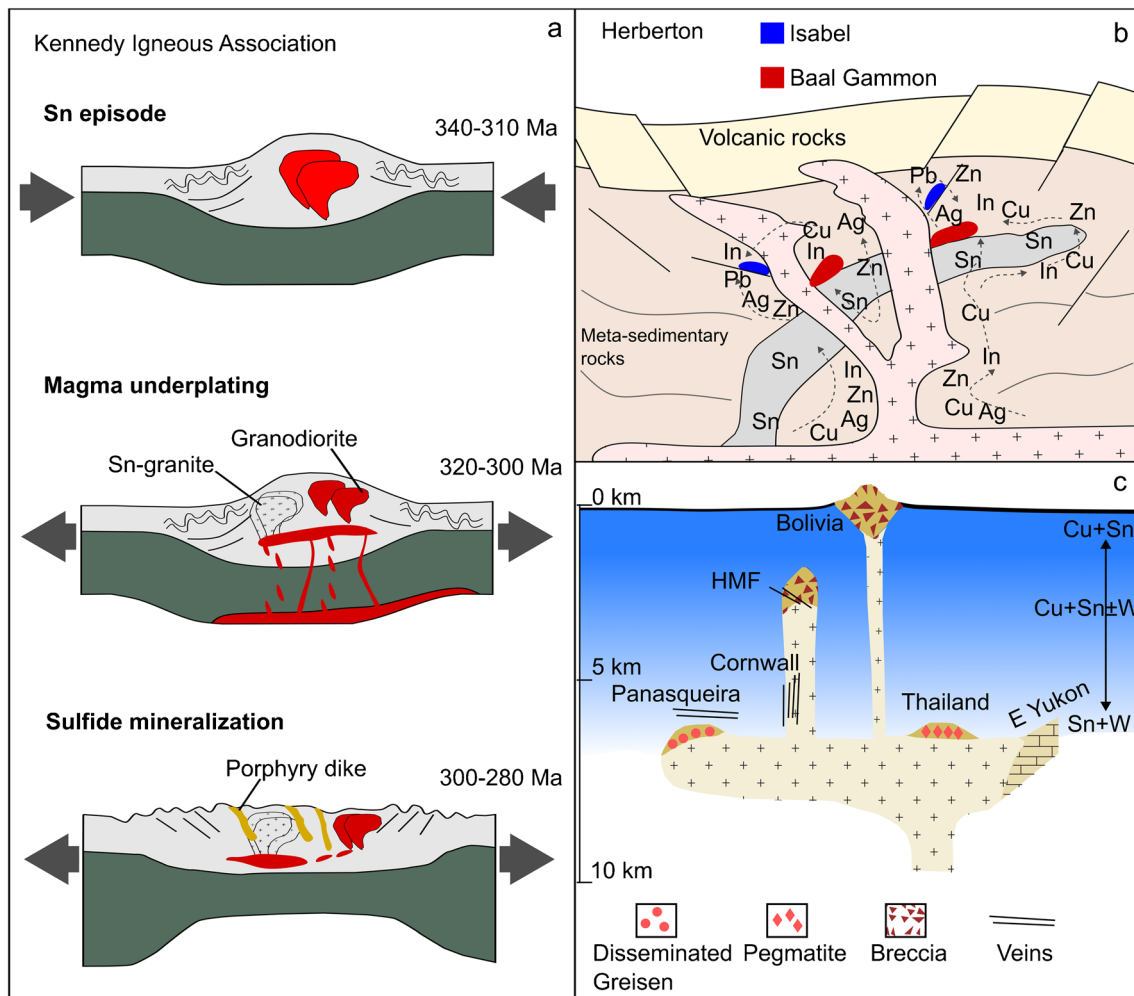 a
Kennedy Igneous Association
Sn episode
340-310 Ma
Magma underplating
Granodiorite
Sn-granite
320-300 Ma
Sulfide mineralization
Porphyry dike
300-280 Ma
b
Herberton
Isabel
Baal Gammon
Volcanic rocks
Pb
Zn
In
Cu
Ag
Zn
Cu
Ag
Sn
In
In
Sn
In
Cu
Pb
Zn
Ag
Zn
Sn
Cu
Meta-sedimentary
rocks
Sn
In
In
Zn
Zn
Sn
Ag
Cu
Cu
Ag
c
0 km
Bolivia
Cu+Sn
HMF
Cu+Sn±W
Cornwall
5 km
Panasqueira
Thailand
E Yukon
Sn+W
10 km
Disseminated
Greisen
Pegmatite
Breccia
Veins